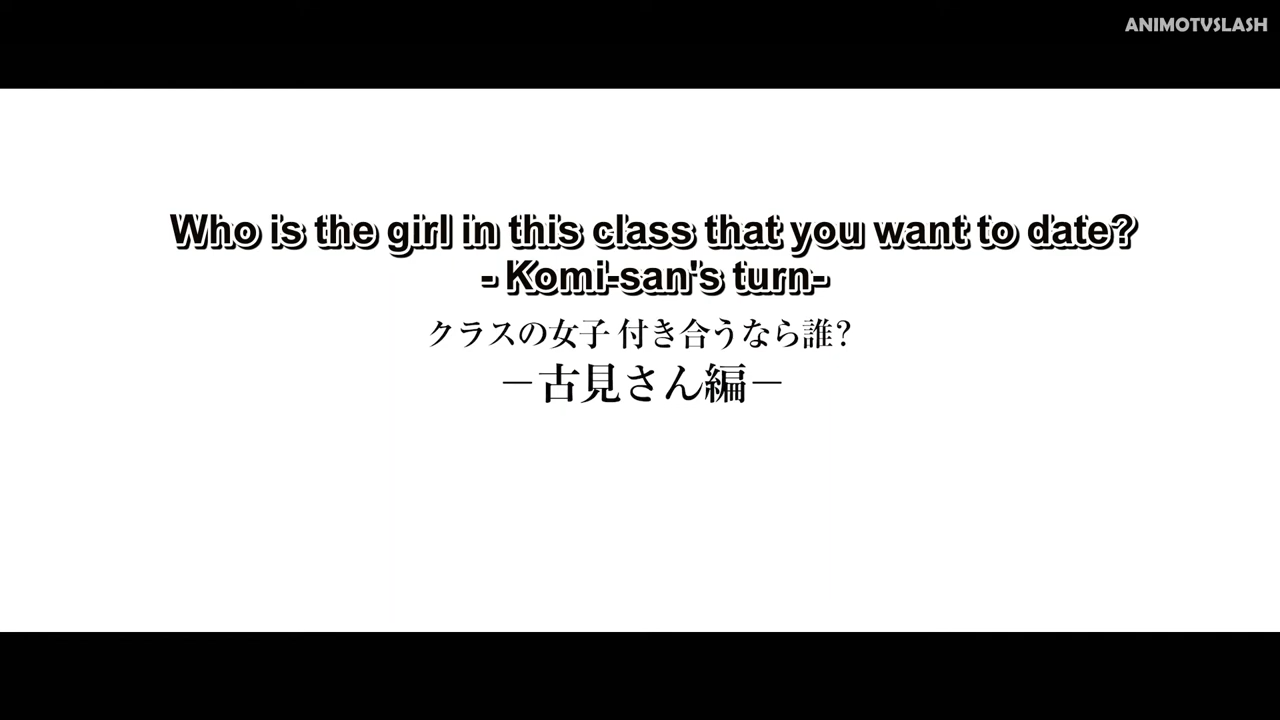 ANIMOTVSLASH
Who is the girl in this class that you want to date?
- Komi-san's turn-
クラスの女子 付き合うなら誰？
－古見さん編－